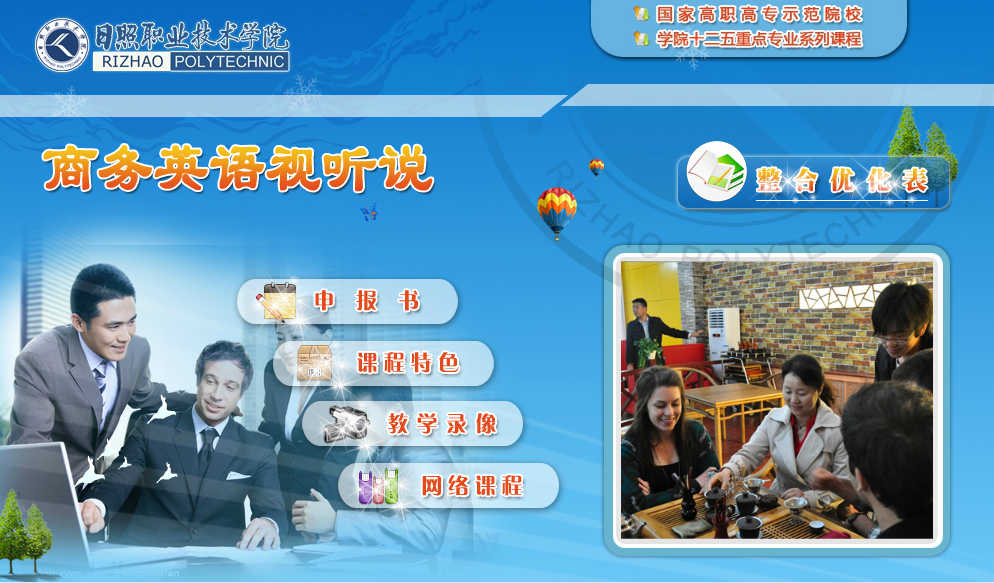 日照职业技术学院
RIZHAO POLYTECHNIC
国家高职高专示范院校
学院十二五重点专业系列课程
商务英语视听说
整合优化表
RIZHAO POLYTECHNIC
申报书
课程特色
教学录像
网络课程